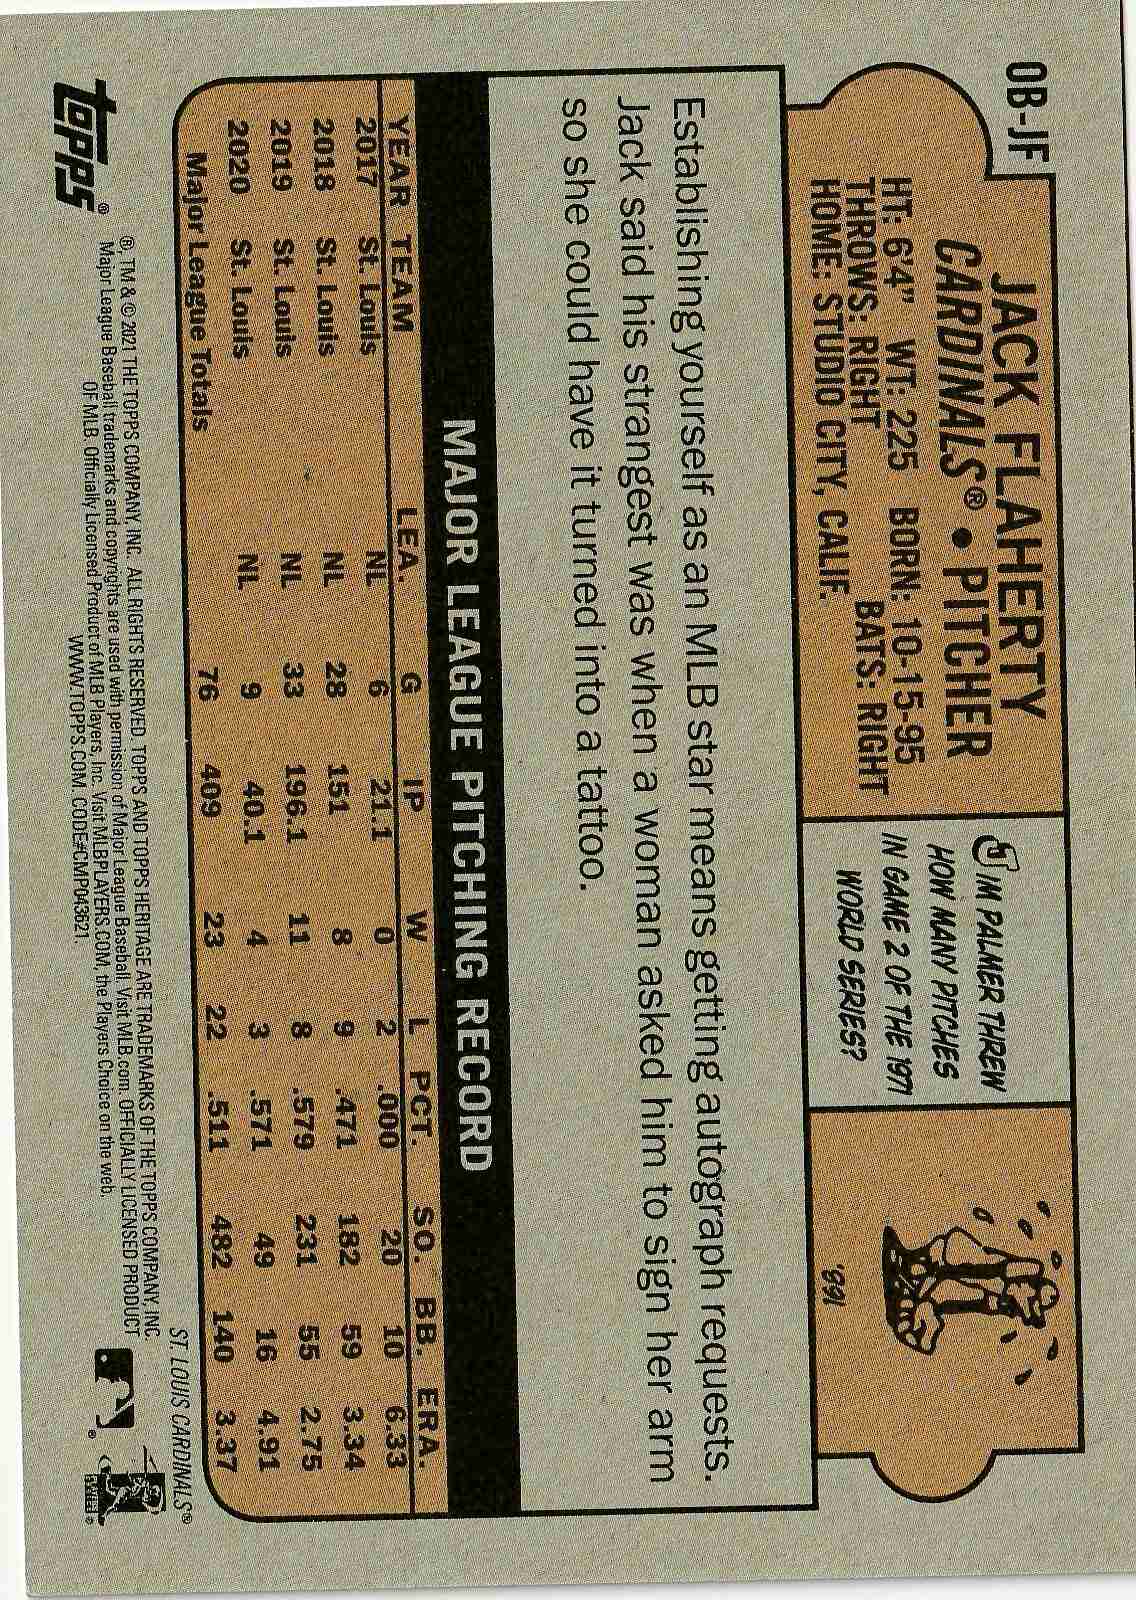 OB-JF
JACK FLAHERTY
CARDINALS® • PITCHER
HT: 6'4" WT: 225 BORN: 10-15-95
THROWS: RIGHT BATS: RIGHT
HOME: STUDIO CITY, CALIF.
JIM PALMER THREW
HOW MANY PITCHES
IN GAME 2 OF THE 1971
WORLD SERIES?
168.
Establishing yourself as an MLB star means getting autograph requests.
Jack said his strangest was when a woman asked him to sign her arm
so she could have it turned into a tattoo.
MAJOR LEAGUE PITCHING RECORD
YEAR TEAM LEA. G IP W L PCT. SO. BB. ERA.
2017 St. Louis NL 6 21.1 0 2 .000 20 10 6.33
2018 St. Louis NL 28 151 8 9 .471 182 59 3.34
2019 St. Louis NL 33 196.1 11 8 .579 231 55 2.75
2020 St. Louis NL 9 40.1 4 3 .571 49 16 4.91
Major League Totals 76 409 23 22 .511 482 140 3.37
ST. LOUIS CARDINALS®
topps®
®, TM & © 2021 THE TOPPS COMPANY, INC. ALL RIGHTS RESERVED. TOPPS AND TOPPS HERITAGE ARE TRADEMARKS OF THE TOPPS COMPANY, INC
Major League Baseball trademarks and copyrights are used with permission of Major League Baseball. Visit MLB.com. OFFICIALLY LICENSED PRODUCT
OF MLB. Officially Licensed Product of MLB Players, Inc. Visit MLBPLAYERS.COM, the Players Choice on the web.
WWW.TOPPS.COM. CODE#CMP043621.